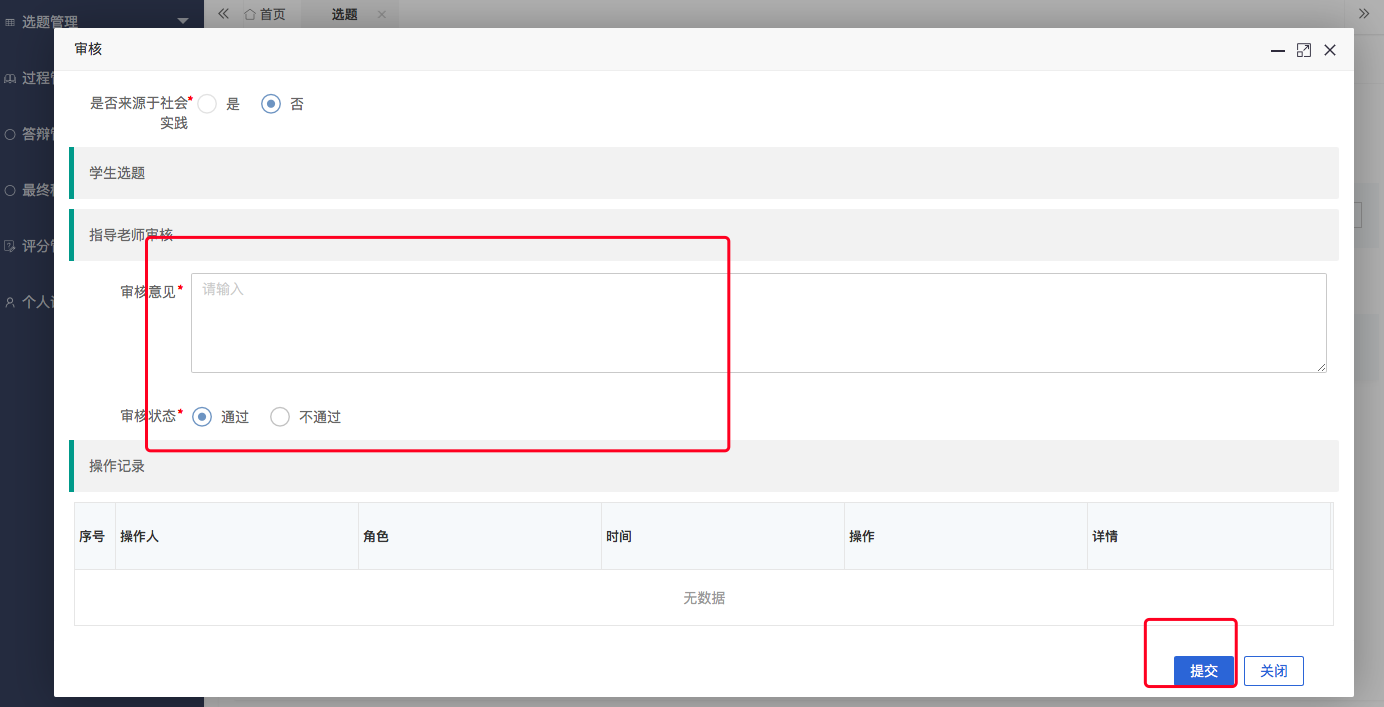 选题管理
首页
选题
过程
答辩
最终
评分
个人
审核
是否来源于社会实践*
是
否
学生选题
指导老师审核
审核意见*
请输入
审核状态*
通过
不通过
操作记录
序号
操作人
角色
时间
操作
详情
无数据
提交
关闭